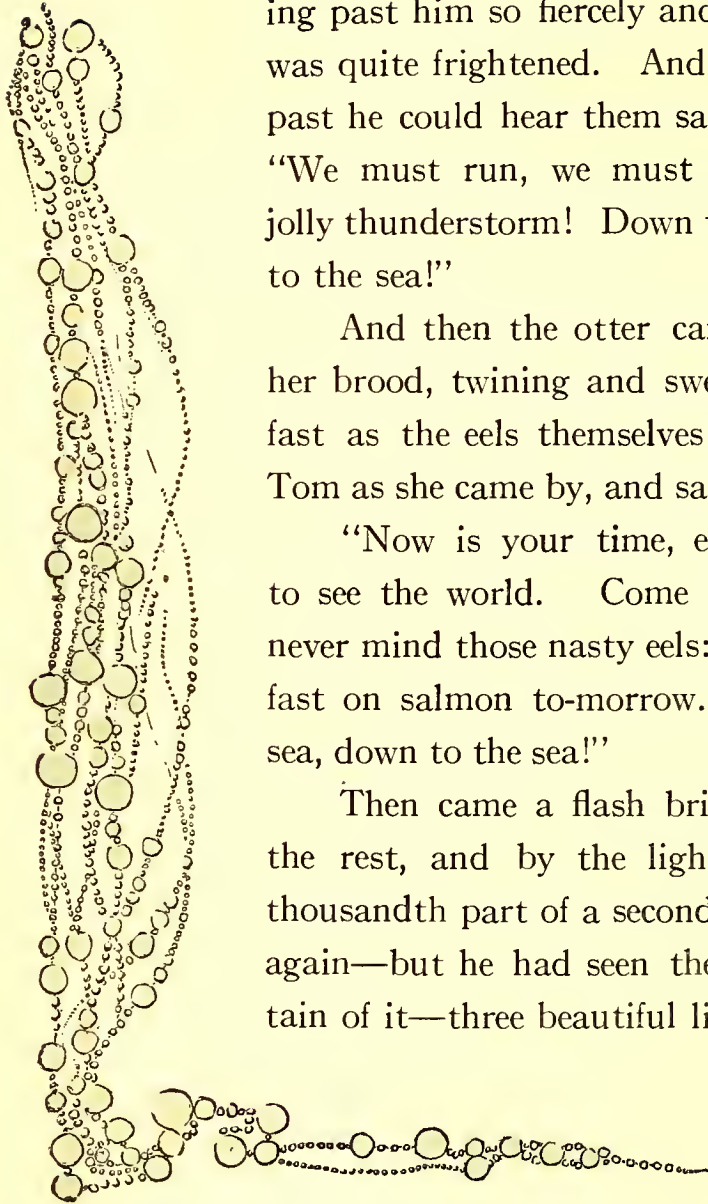 ing past him so fiercely and
was quite frightened. And
past he could hear them sa
“We must run, we must
jolly thunderstorm! Down
to the sea!”
And then the otter ca
her brood, twining and swe
fast as the eels themselves
Tom as she came by, and sa
“Now is your time, e
to see the world. Come
never mind those nasty eels:
fast on salmon to-morrow.
sea, down to the sea!”
Then came a flash bri
the rest, and by the ligh
thousandth part of a second
again—but he had seen the
tain of it—three beautiful li